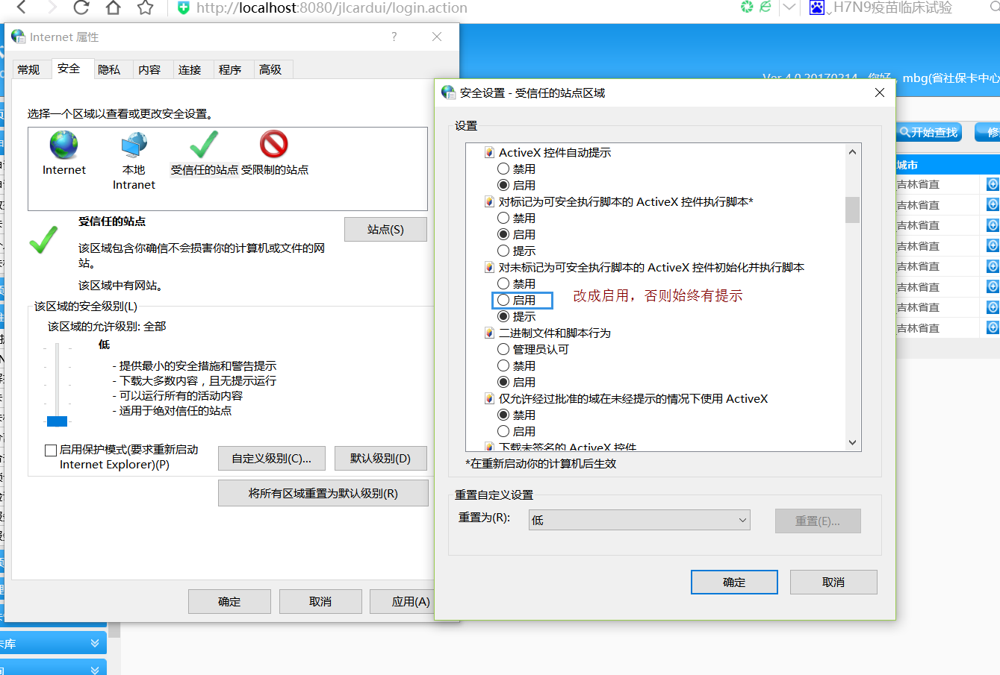 http://localhost:8080/jlcardui/login.action
H7N9疫苗临床试验
Internet 属性
?
常规 安全 隐私 内容 连接 程序 高级
选择一个区域以查看或更改安全设置。
Internet
本地
Intranet
受信任的站点
受限制的站点
受信任的站点
站点(S)
该区域包含你确信不会损害你的计算机或文件的网
站。
该区域中有网站。
该区域的安全级别(L)
该区域的允许级别: 全部
低
- 提供最小的安全措施和警告提示
- 下载大多数内容，且无提示运行
- 可以运行所有的活动内容
- 适用于绝对信任的站点
启用保护模式(要求重新启动
Internet Explorer)(P)
自定义级别(C)...
默认级别(D)
将所有区域重置为默认级别(R)
确定
取消
应用(A)
Ver 4.0.20170214 你好，mbg(省社保卡中心
安全设置 - 受信任的站点区域
设置
ActiveX 控件自动提示
禁用
启用
对标记为可安全执行脚本的 ActiveX 控件执行脚本*
禁用
启用
提示
对未标记为可安全执行脚本的 ActiveX 控件初始化并执行脚本
禁用
启用
改成启用，否则始终有提示
提示
二进制文件和脚本行为
管理员认可
禁用
启用
仅允许经过批准的域在未经提示的情况下使用 ActiveX
禁用
启用
下载未签名的 ActiveX 控件
*在重新启动你的计算机后生效
重置自定义设置
重置为(R):
低
重置(E)...
确定
取消
开始查找
修
城市
吉林省直
吉林省直
吉林省直
吉林省直
吉林省直
吉林省直
吉林省直
吉林省直
卡库